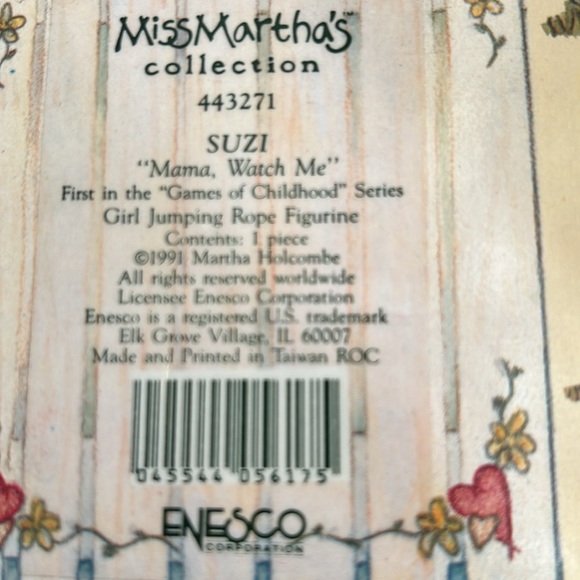 MissMartha's™
collection
443271
SUZI
"Mama, Watch Me"
First in the "Games of Childhood" Series
Girl Jumping Rope Figurine
Contents: 1 piece
©1991 Martha Holcombe
All rights reserved worldwide
Licensee Enesco Corporation
Enesco is a registered U.S. trademark
Elk Grove Village, IL 60007
Made and Printed in Taiwan ROC
045544 056175
ENESCO
CORPORATION